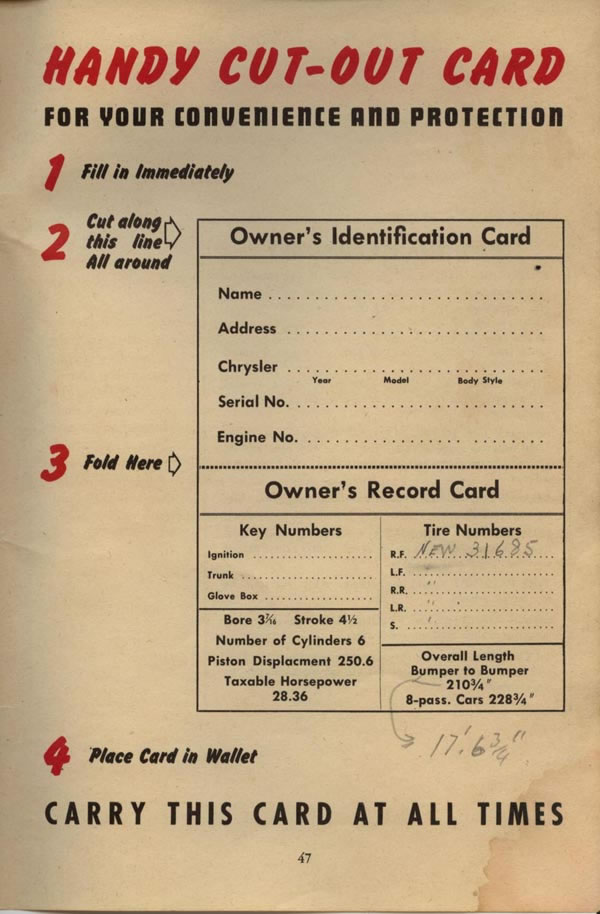 HANDY CUT-OUT CARD
FOR YOUR CONVENIENCE AND PROTECTION
1 Fill in Immediately
2 Cut along
this line
All around
Owner's Identification Card
Name
Address
Chrysler
Year Model Body Style
Serial No.
Engine No.
3 Fold Here
Owner's Record Card
Key Numbers
Ignition
Trunk
Glove Box
Bore 3 7/16 Stroke 4½
Number of Cylinders 6
Piston Displacment 250.6
Taxable Horsepower
28.36
Tire Numbers
R.F. NEW 31685
L.F. "
R.R. "
L.R. "
S. "
Overall Length
Bumper to Bumper
210¾"
8-pass. Cars 228¾"
17' 6¾"
4 Place Card in Wallet
CARRY THIS CARD AT ALL TIMES
47